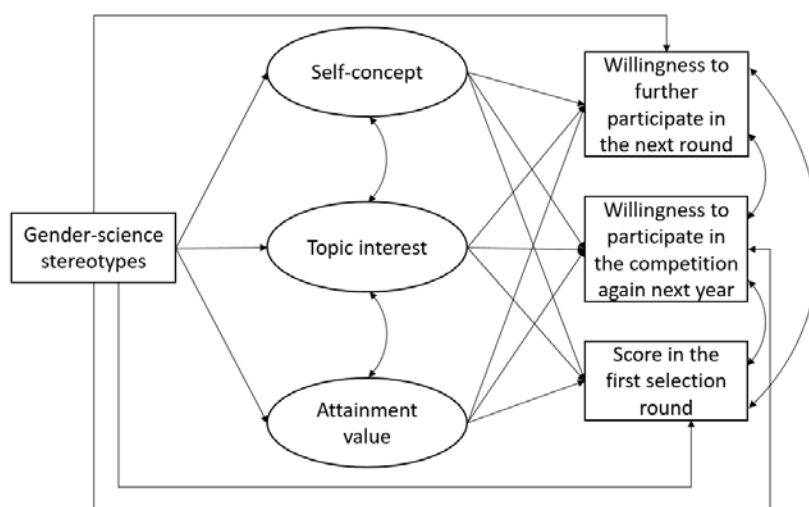 Self-concept
Willingness to
further
participate in
the next round
Gender-science
stereotypes
Topic interest
Willingness to
participate in
the competition
again next year
Attainment
value
Score in the
first selection
round